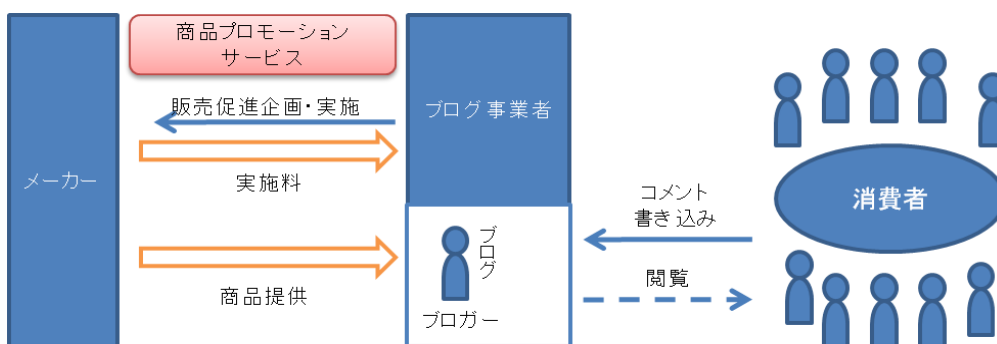 商品プロモーション
サービス
販売促進企画・実施
ブログ事業者
メーカー
実施料
コメント
書き込み
消費者
ブログ
閲覧
商品提供
ブロガー